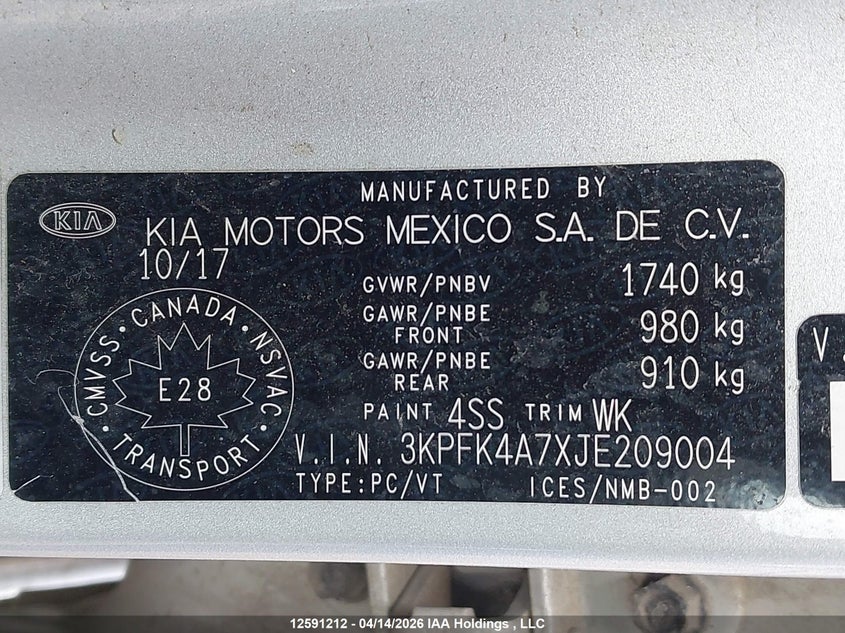 MANUFACTURED BY
KIA
KIA MOTORS MEXICO S.A. DE C.V.
10/17
GVWR/PNBV 1740 kg
GAWR/PNBE FRONT 980 kg
GAWR/PNBE REAR 910 kg
CMVSS • CANADA • NSVAC • TRANSPORT •
E28
PAINT 4SS TRIM WK
V.I.N. 3KPFK4A7XJE209004
TYPE:PC/VT ICES/NMB-002
V.
12591212 - 04/14/2026 IAA Holdings , LLC